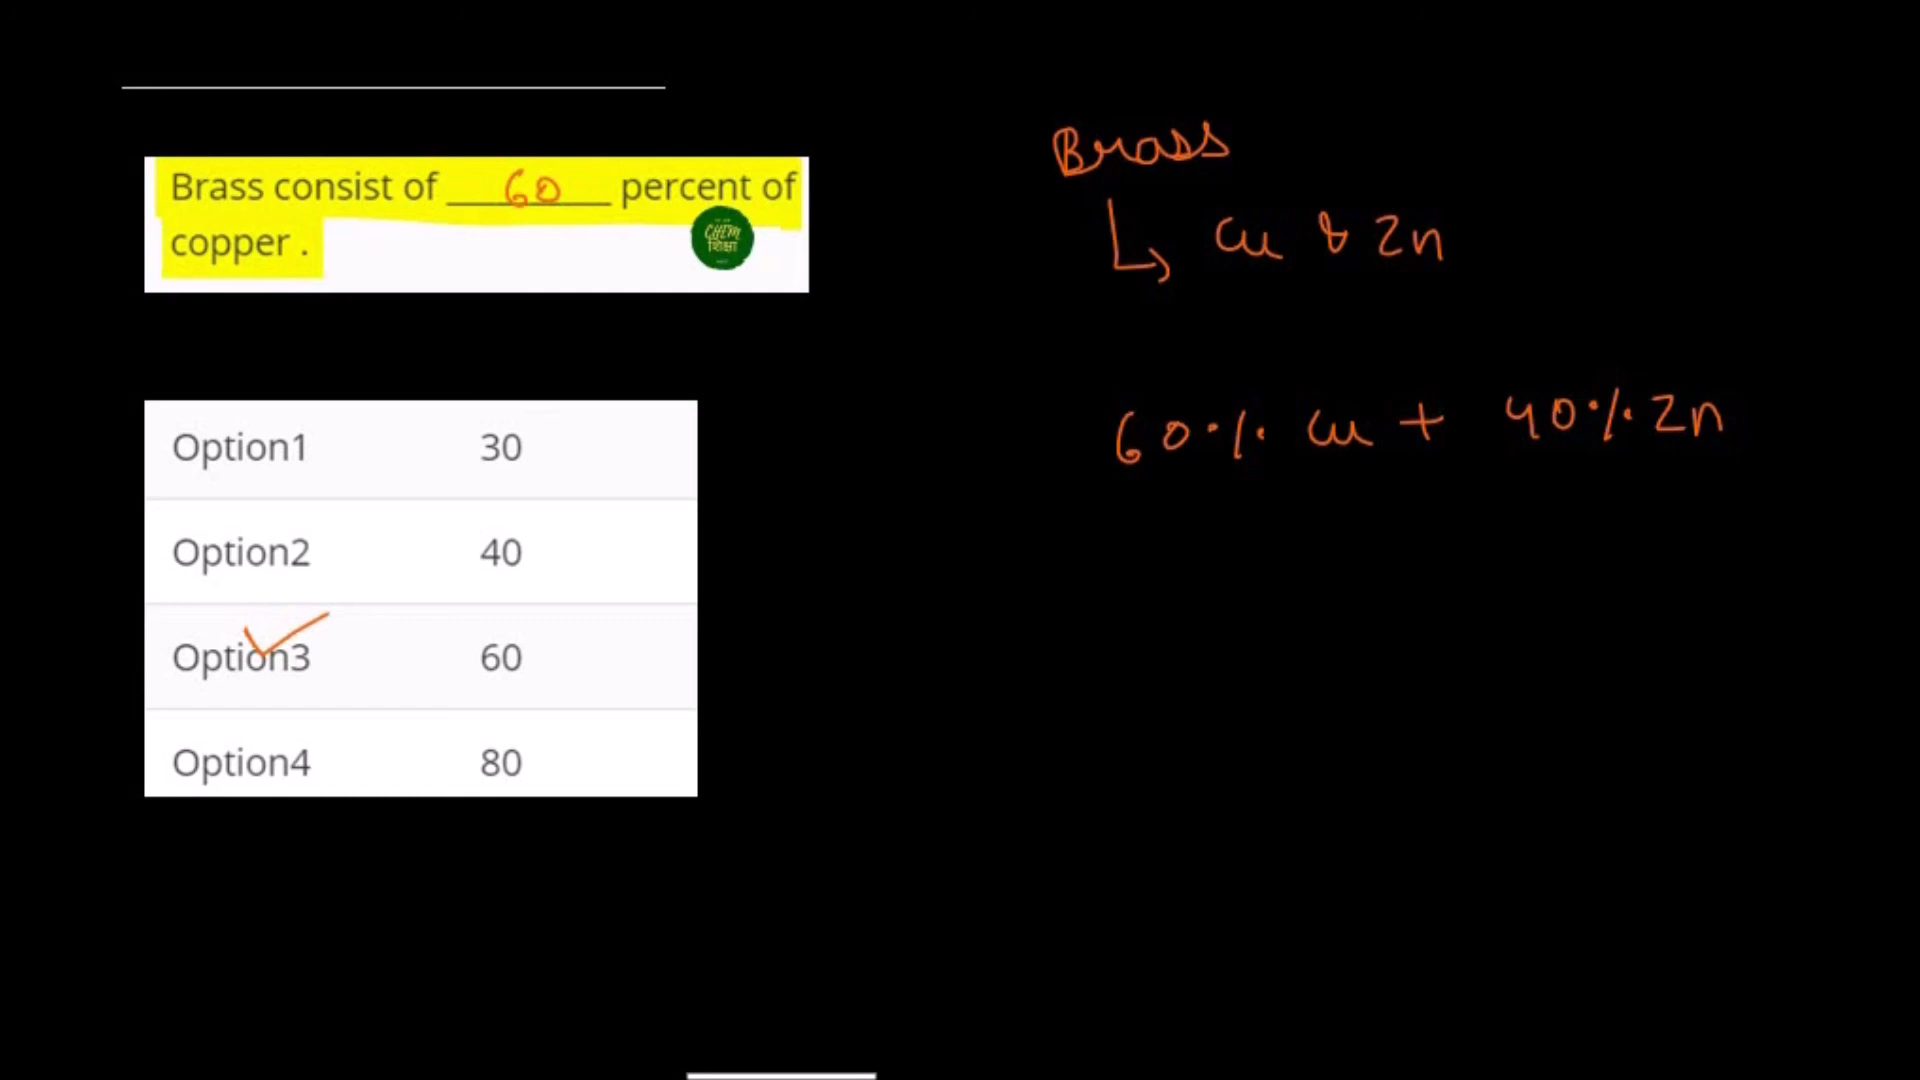 Brass consist of 60 percent of
copper .
CHEM
शिक्षा
Option1 30
Option2 40
Option3 60
Option4 80
Brass
Cu & Zn
60% Cu + 40% Zn